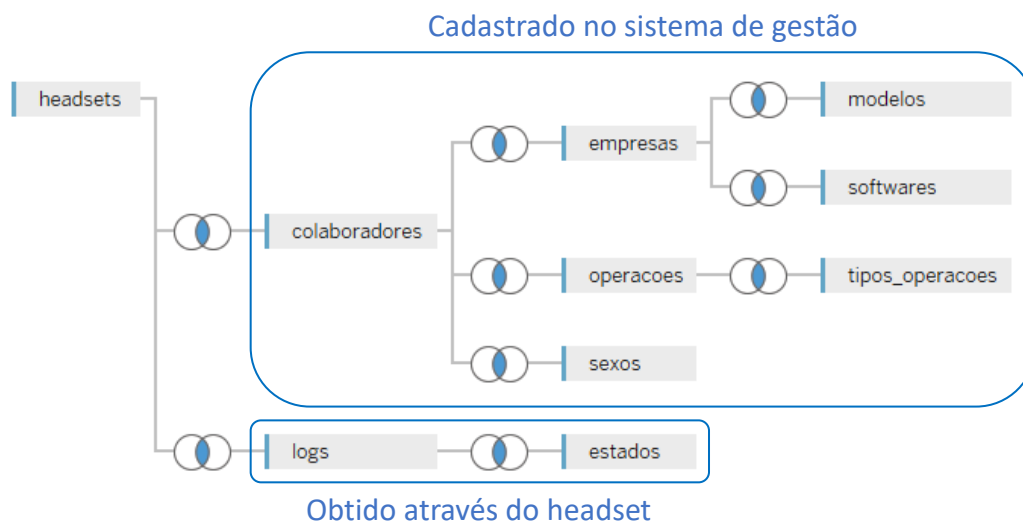 Cadastrado no sistema de gestão
headsets
modelos
empresas
softwares
colaboradores
operacoes
tipos_operacoes
sexos
logs
estados
Obtido através do headset